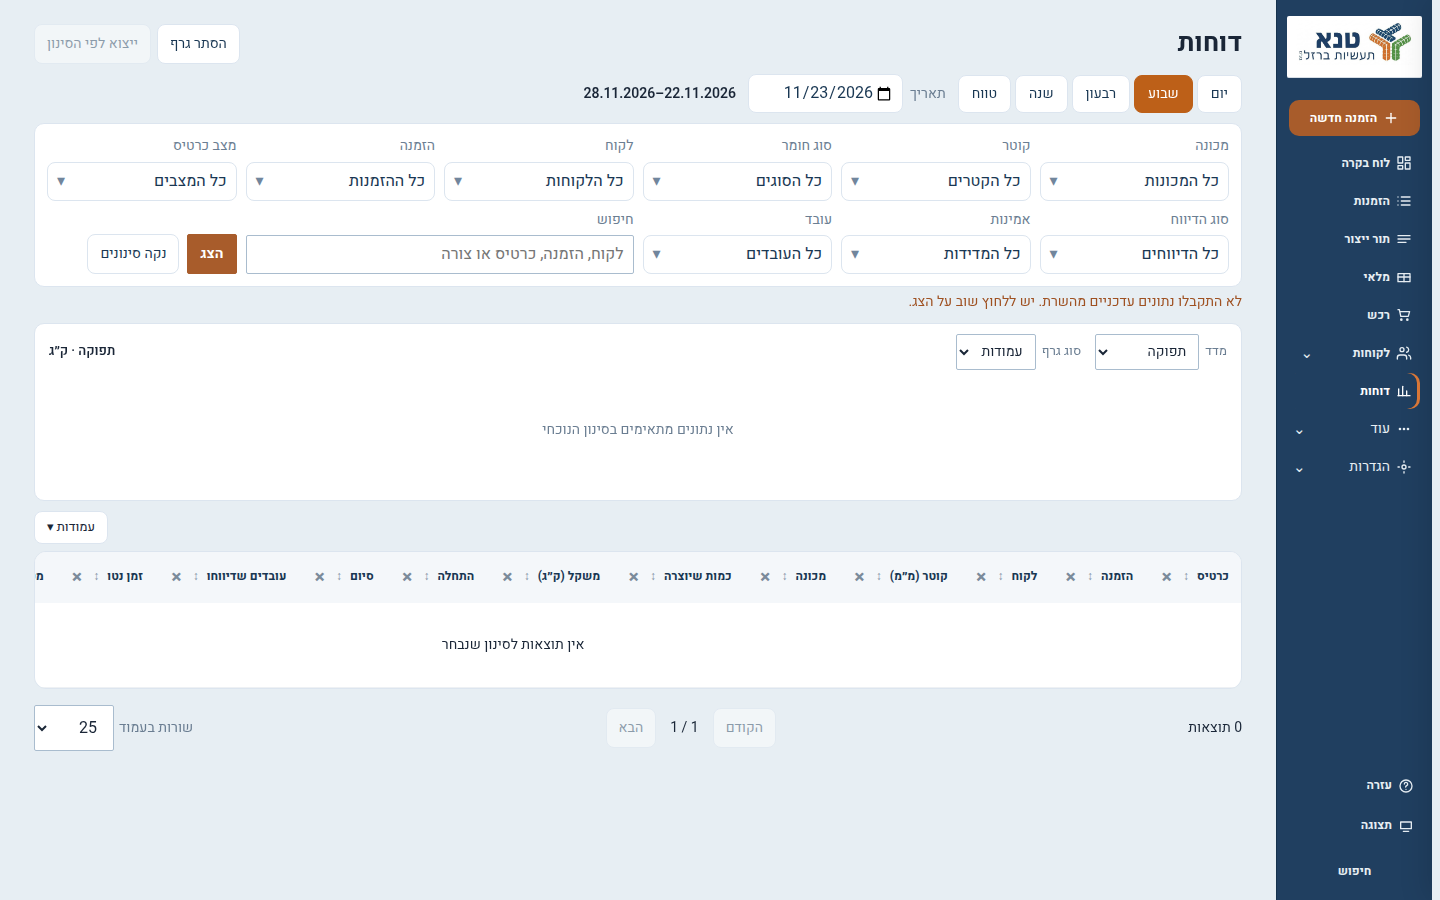 טנא
תעשיות ברזל
הזמנה חדשה
לוח בקרה
הזמנות
תור ייצור
מלאי
רכש
לקוחות
דוחות
עוד
הגדרות
עזרה
תצוגה
חיפוש
דוחות
הסתר גרף
ייצוא לפי הסינון
יום שבוע רבעון שנה טווח תאריך 11/23/2026 22.11.2026–28.11.2026
מכונה קוטר סוג חומר לקוח הזמנה מצב כרטיס
כל המכונות כל הקטרים כל הסוגים כל הלקוחות כל ההזמנות כל המצבים
סוג הדיווח אמינות עובד חיפוש
כל הדיווחים כל המדידות כל העובדים לקוח, הזמנה, כרטיס או צורה הצג נקה סינונים
לא התקבלו נתונים עדכניים מהשרת. יש ללחוץ שוב על הצג.
מדד תפוקה סוג גרף עמודות תפוקה · ק״ג
אין נתונים מתאימים בסינון הנוכחי
עמודות ▾
כרטיס ↕ × הזמנה ↕ × לקוח ↕ × קוטר (מ״מ) ↕ × מכונה ↕ × כמות שיוצרה ↕ × משקל (ק״ג) ↕ × התחלה ↕ × סיום ↕ × עובדים שדיווחו ↕ × זמן נטו ↕ ×
אין תוצאות לסינון שנבחר
0 תוצאות הקודם 1 / 1 הבא שורות בעמוד 25